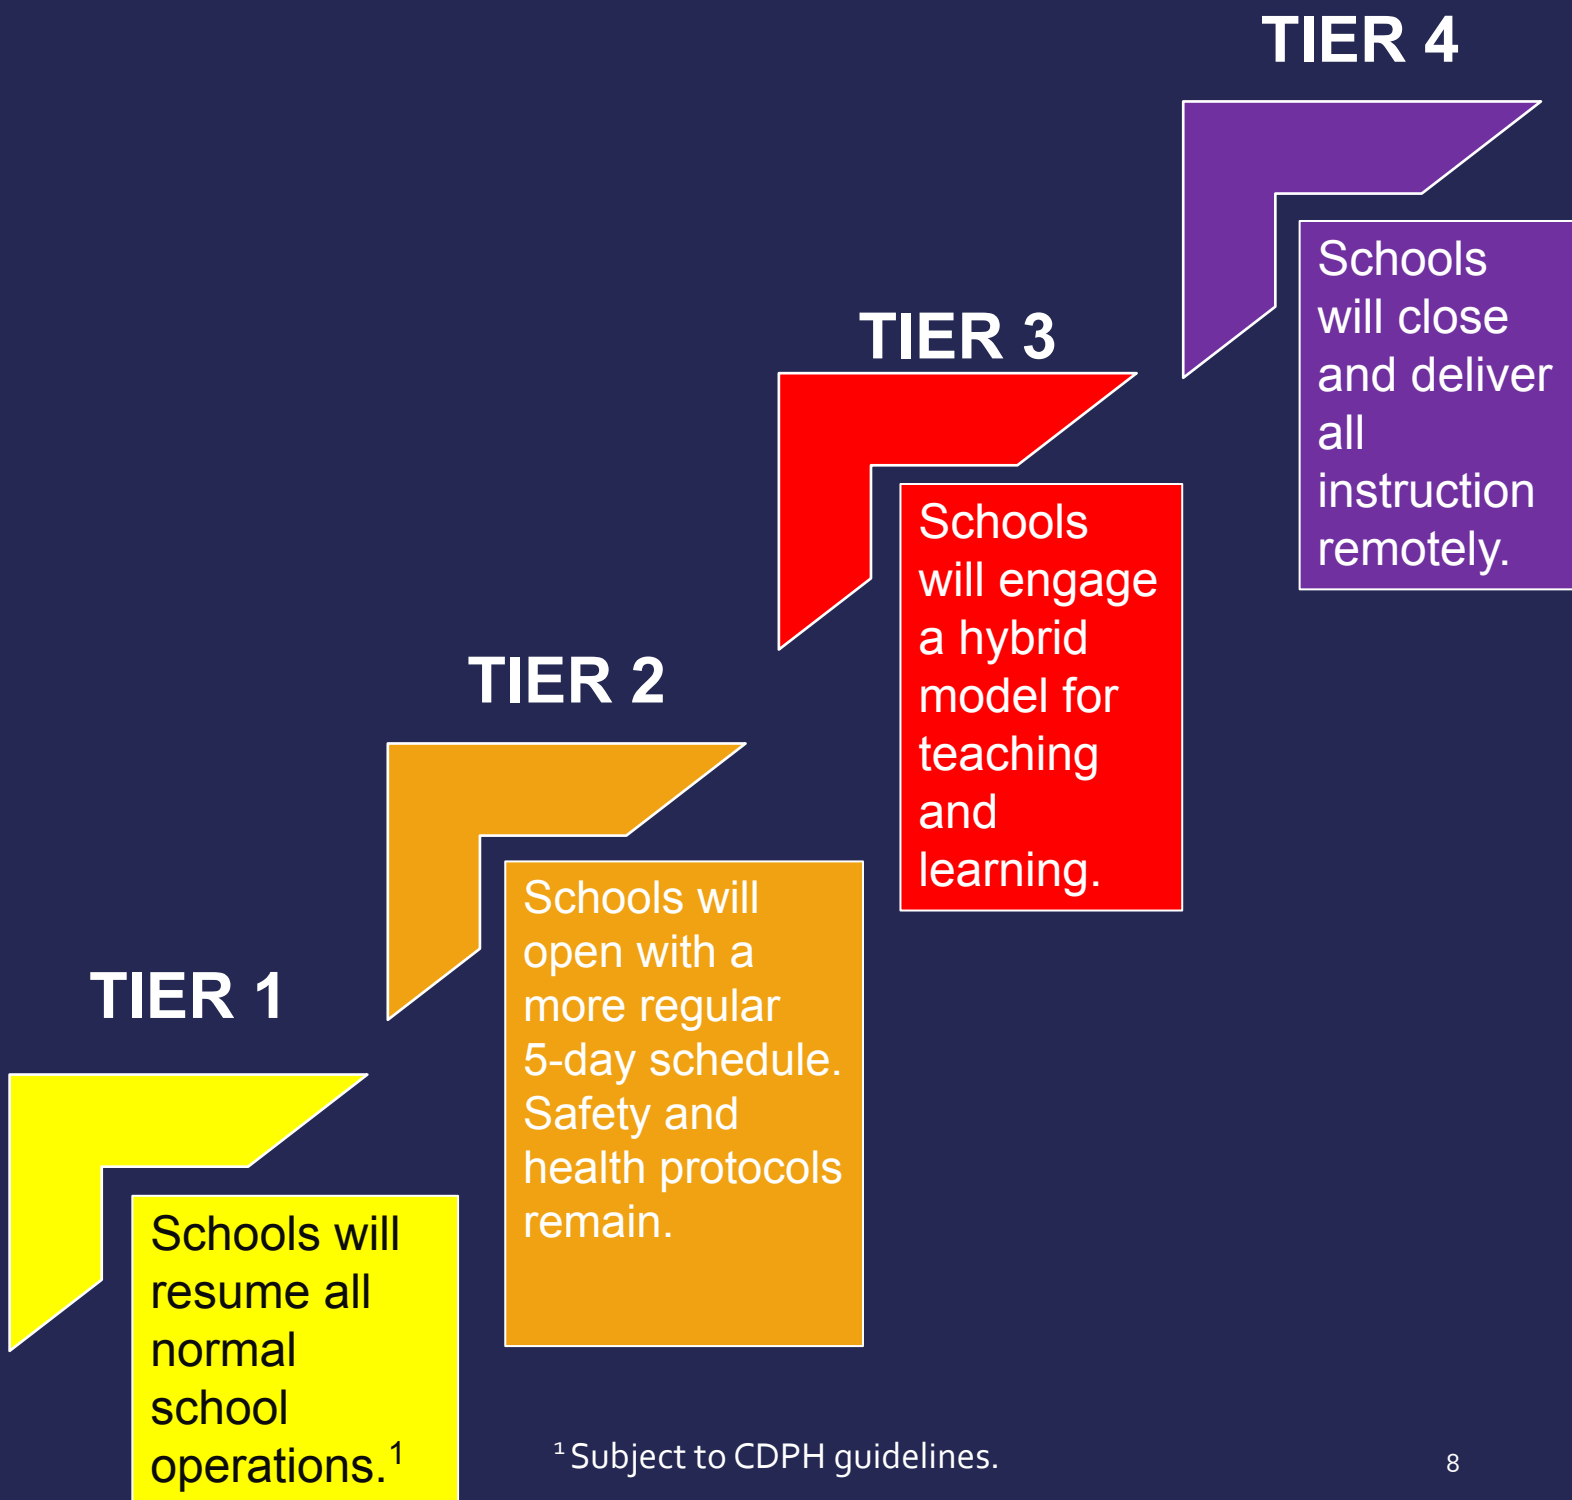 TIER 4
Schools
will close
and deliver
all
instruction
remotely.
TIER 3
Schools
will engage
a hybrid
model for
teaching
and
learning.
TIER 2
Schools will
open with a
more regular
5-day schedule.
Safety and
health protocols
remain.
TIER 1
Schools will
resume all
normal
school
operations.¹
¹ Subject to CDPH guidelines.
8